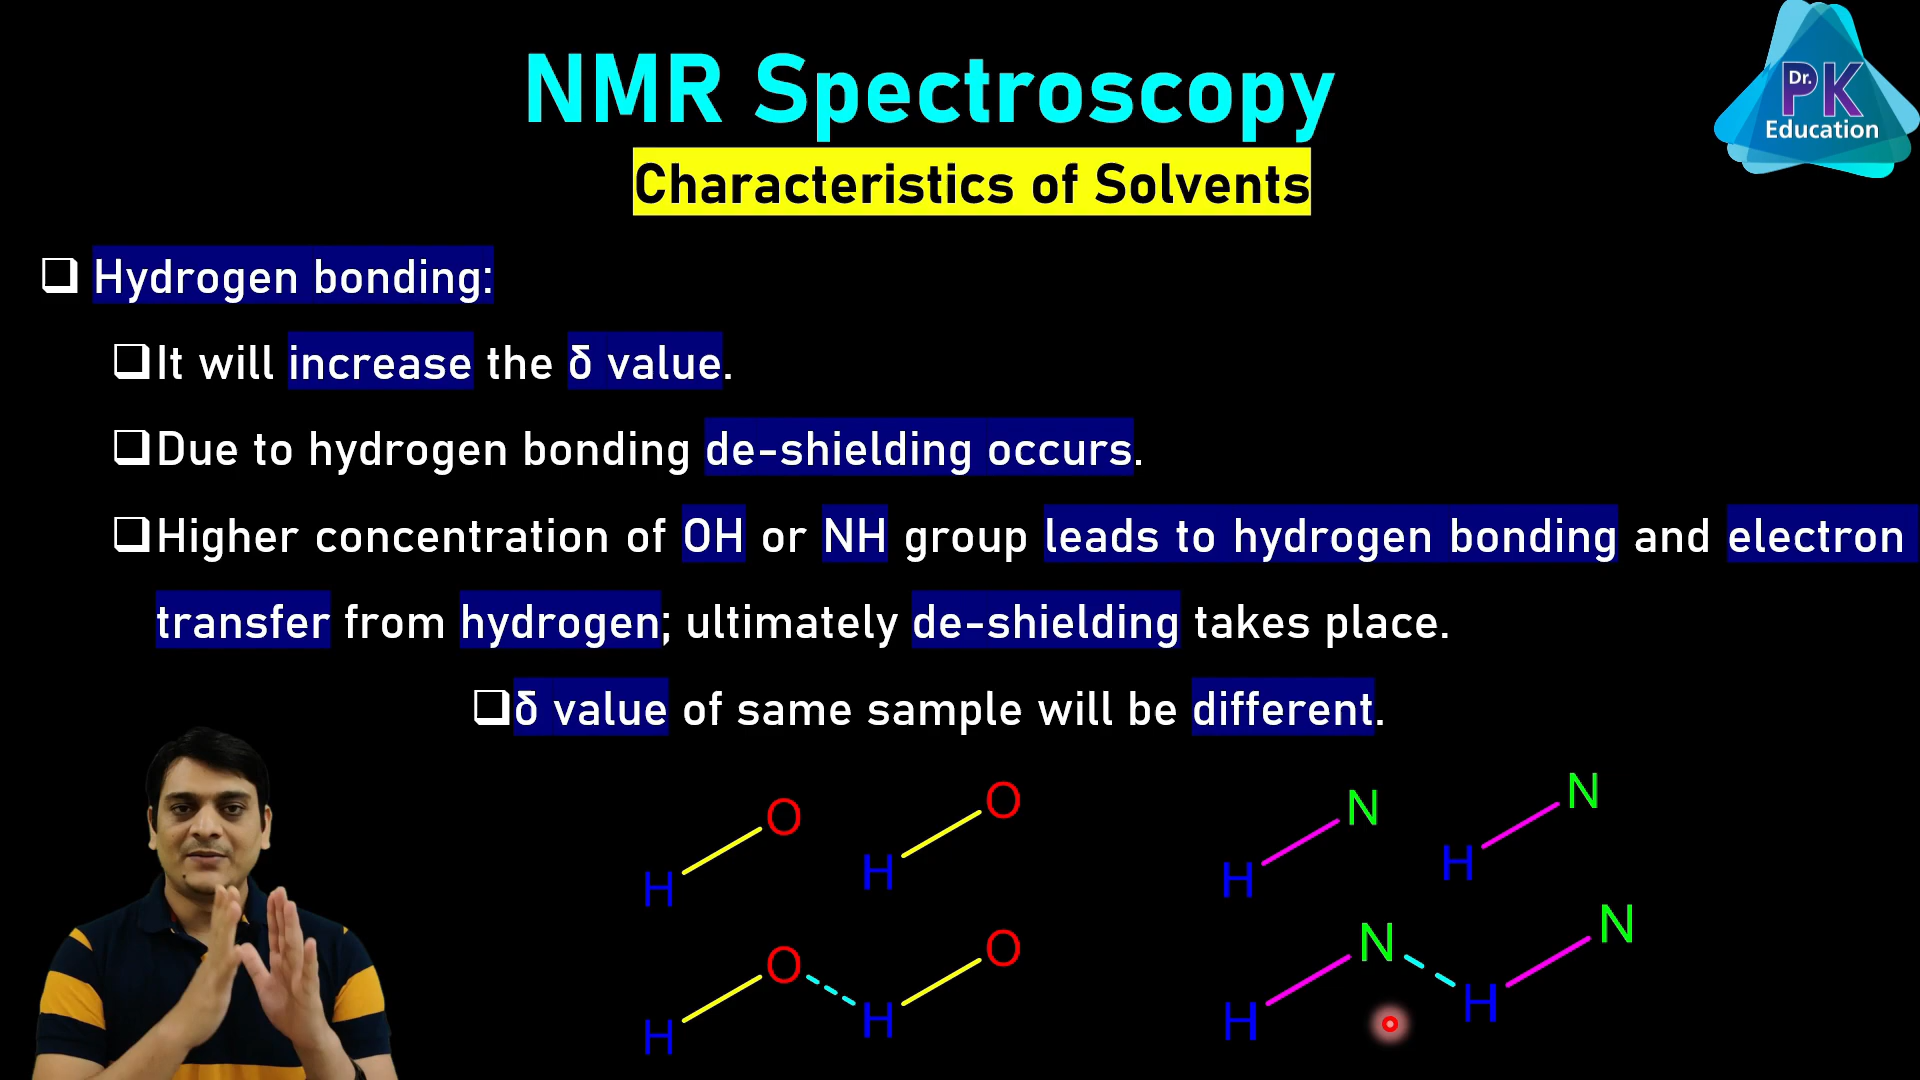 NMR Spectroscopy
Dr.
PK
Education
Characteristics of Solvents
❑ Hydrogen bonding:
❑It will increase the δ value.
❑Due to hydrogen bonding de-shielding occurs.
❑Higher concentration of OH or NH group leads to hydrogen bonding and electron
transfer from hydrogen; ultimately de-shielding takes place.
❑δ value of same sample will be different.
O O N N
H H H H
O O N N
H H H H